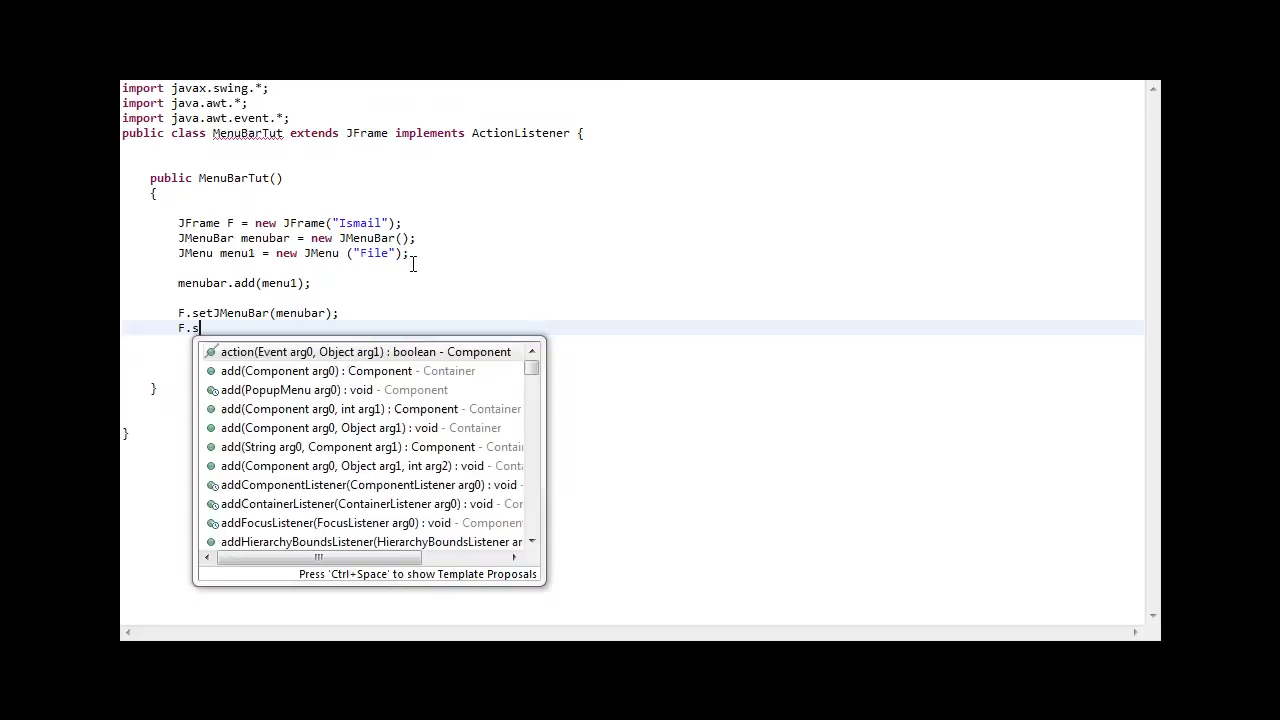 import javax.swing.*;
import java.awt.*;
import java.awt.event.*;
public class MenuBarTut extends JFrame implements ActionListener {
public MenuBarTut()
{
JFrame F = new JFrame("Ismail");
JMenuBar menubar = new JMenuBar();
JMenu menu1 = new JMenu ("File");
menubar.add(menu1);
F.setJMenuBar(menubar);
F.s
action(Event arg0, Object arg1) : boolean - Component
add(Component arg0) : Component - Container
add(PopupMenu arg0) : void - Component
add(Component arg0, int arg1) : Component - Container
add(Component arg0, Object arg1) : void - Container
add(String arg0, Component arg1) : Component - Contai
add(Component arg0, Object arg1, int arg2) : void - Cont
addComponentListener(ComponentListener arg0) : void -
addContainerListener(ContainerListener arg0) : void - Cor
addFocusListener(FocusListener arg0) : void - Component
addHierarchyBoundsListener(HierarchyBoundsListener ar
Press 'Ctrl+Space' to show Template Proposals
}
}